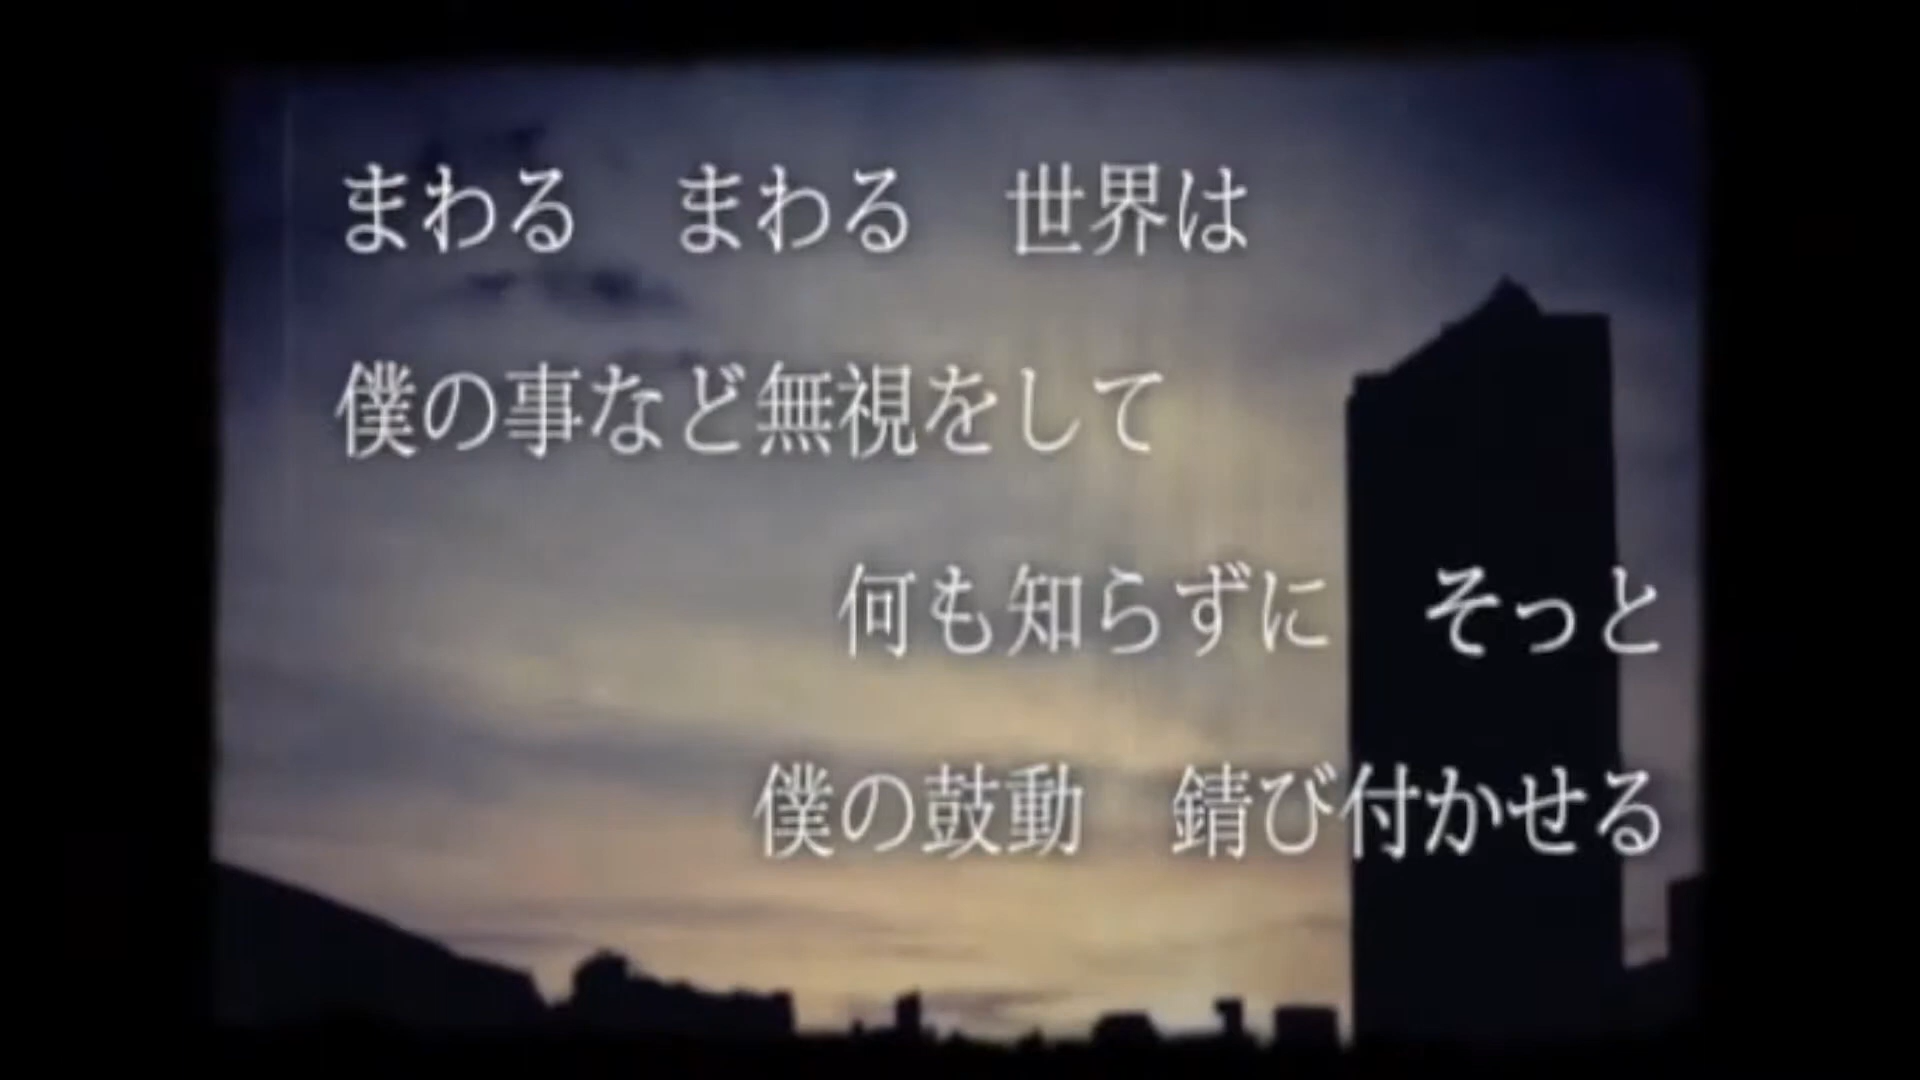 まわる　まわる　世界は
僕の事など無視をして
何も知らずに　そっと
僕の鼓動　錆び付かせる